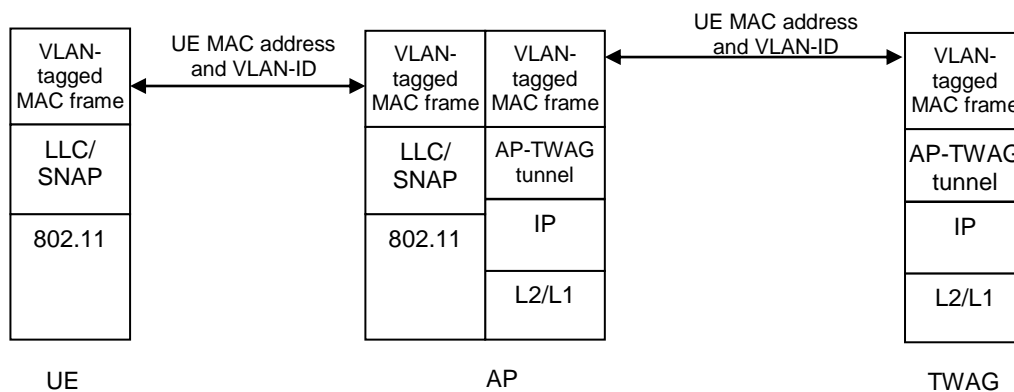 VLAN-
tagged
MAC frame
LLC/
SNAP
802.11
UE
UE MAC address
and VLAN-ID
VLAN-
tagged
MAC frame
LLC/
SNAP
802.11
VLAN-
tagged
MAC frame
AP-TWAG
tunnel
IP
L2/L1
AP
UE MAC address
and VLAN-ID
VLAN-
tagged
MAC frame
AP-TWAG
tunnel
IP
L2/L1
TWAG